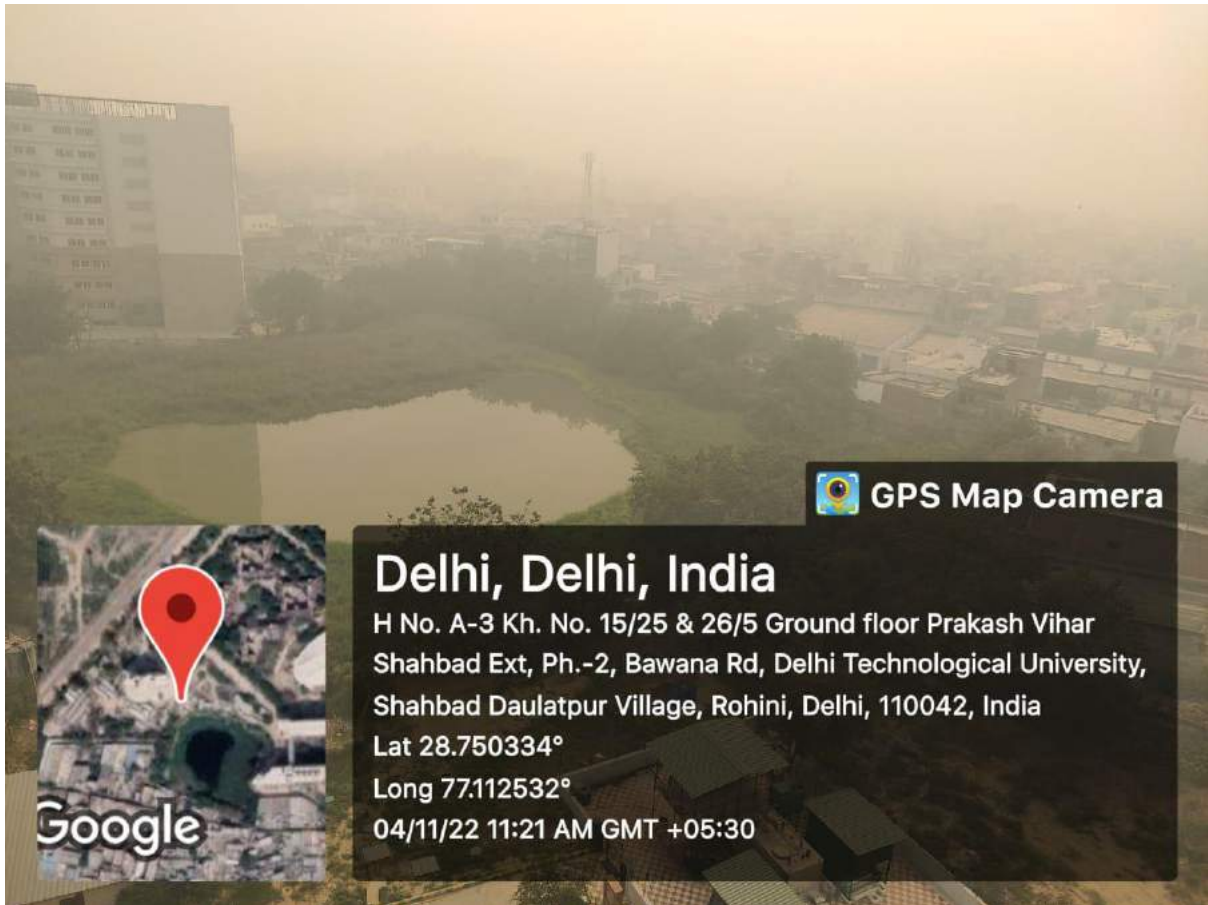 GPS Map Camera
Delhi, Delhi, India
H No. A-3 Kh. No. 15/25 & 26/5 Ground floor Prakash Vihar
Shahbad Ext, Ph.-2, Bawana Rd, Delhi Technological University,
Shahbad Daulatpur Village, Rohini, Delhi, 110042, India
Lat 28.750334°
Long 77.112532°
04/11/22 11:21 AM GMT +05:30
Google